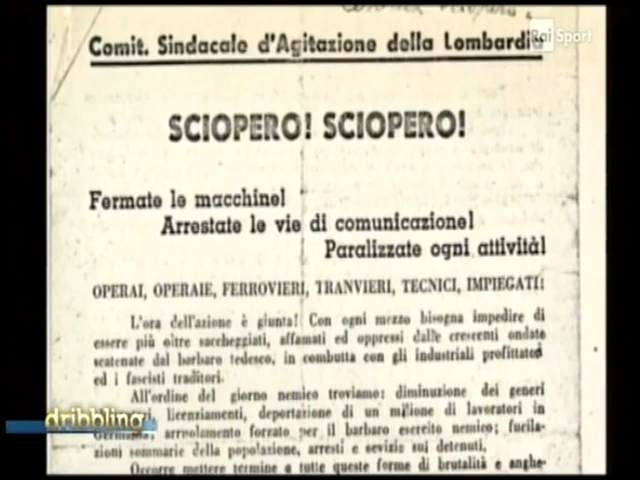 Rai Sport
Comit. Sindacale d'Agitazione della Lombardia
SCIOPERO! SCIOPERO!
Fermate le macchine!
Arrestate le vie di comunicazione!
Paralizzate ogni attività!
OPERAI, OPERAIE, FERROVIERI, TRANVIERI, TECNICI, IMPIEGATI:
L'ora dell'azione è giunta! Con ogni mezzo bisogna impedire di
essere più oltre saccheggiati, affamati ed oppressi dalle crescenti ondate
scatenate dal barbaro tedesco, in combutta con gli industriali profittatori
ed i fascisti traditori.
All'ordine del giorno nemico troviamo: diminuzione dei generi
dribbling
licenziamenti, deportazione di un milione di lavoratori in
Germania; arruolamento forzato per il barbaro esercito nemico; fucila-
zioni sommarie della popolazione, arresti e sevizie sui detenuti.
Occorre mettere termine a tutte queste forme di brutalità e anghe-